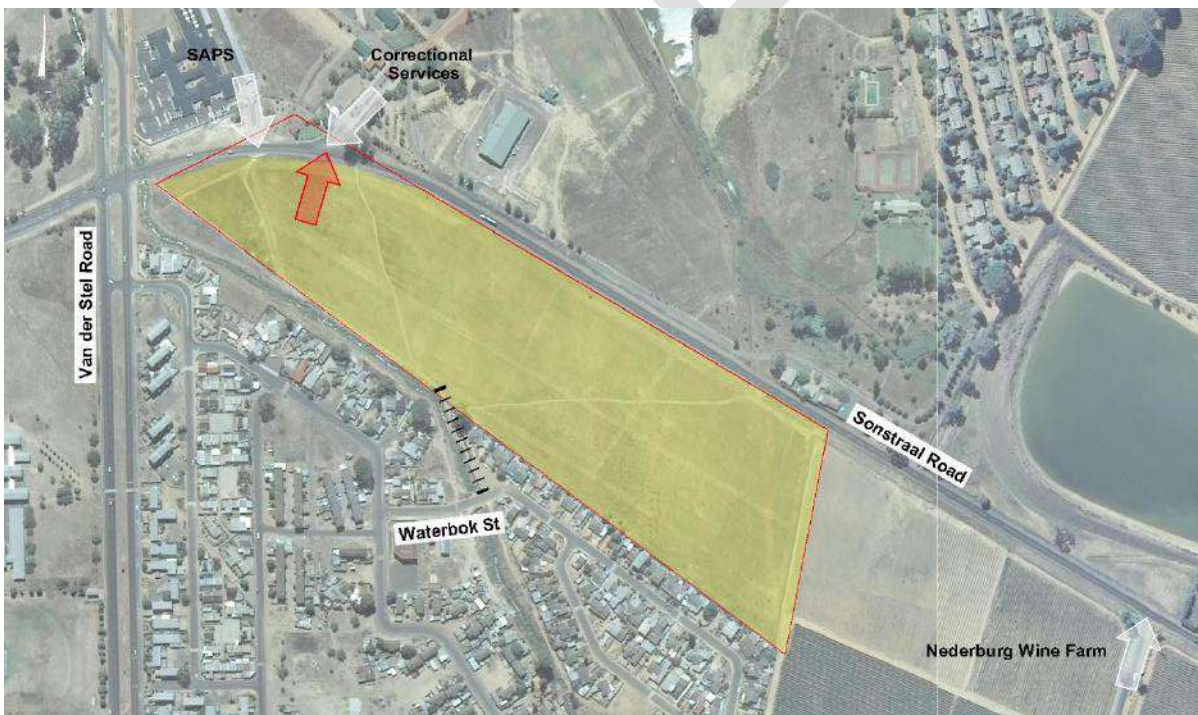 SAPS
Correctional
Services
Van der Stel Road
Sonstraal Road
Waterbok St
Nederburg Wine Farm